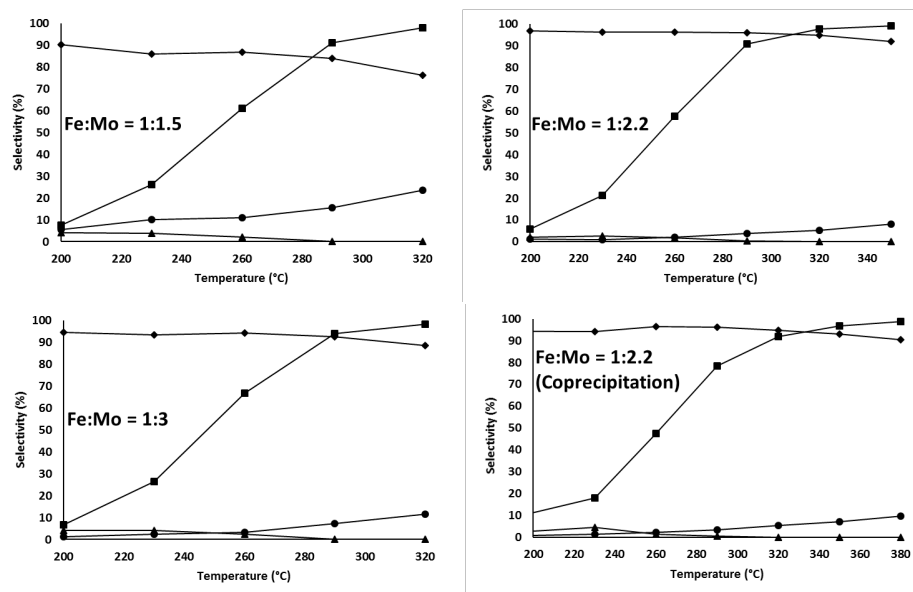 100
90
80
70
60
50
40
30
20
10
0
Selectivity (%)
Fe:Mo = 1:1.5
200 220 240 260 280 300 320
Temperature (°C)
100
90
80
70
60
50
40
30
20
10
0
Selectivity (%)
Fe:Mo = 1:2.2
200 220 240 260 280 300 320 340
Temperature (°C)
100
90
80
70
60
50
40
30
20
10
0
Selectivity (%)
Fe:Mo = 1:3
200 220 240 260 280 300 320
Temperature (°C)
100
90
80
70
60
50
40
30
20
10
0
Selectivity (%)
Fe:Mo = 1:2.2
(Coprecipitation)
200 220 240 260 280 300 320 340 360 380
Temperature (°C)